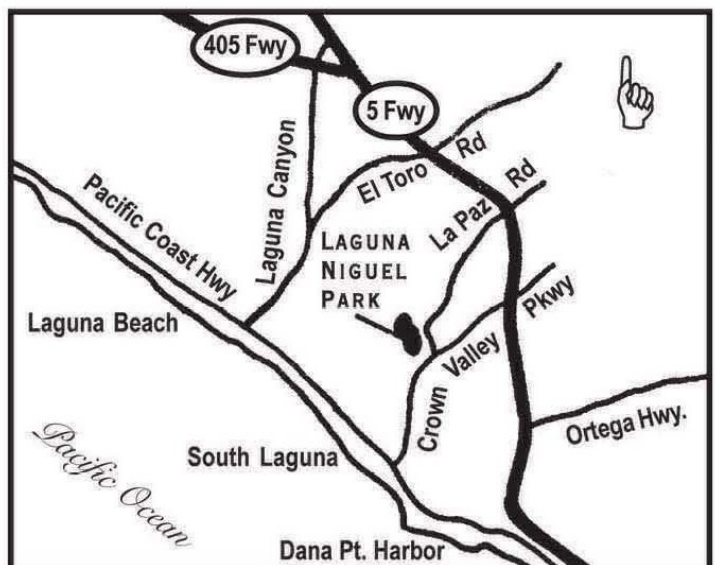 405 Fwy
5 Fwy
Laguna Canyon
El Toro Rd
La Paz Rd
Pacific Coast Hwy
LAGUNA
NIGUEL
PARK
Laguna Beach
Crown Valley Pkwy
Ortega Hwy.
South Laguna
Pacific Ocean
Dana Pt. Harbor